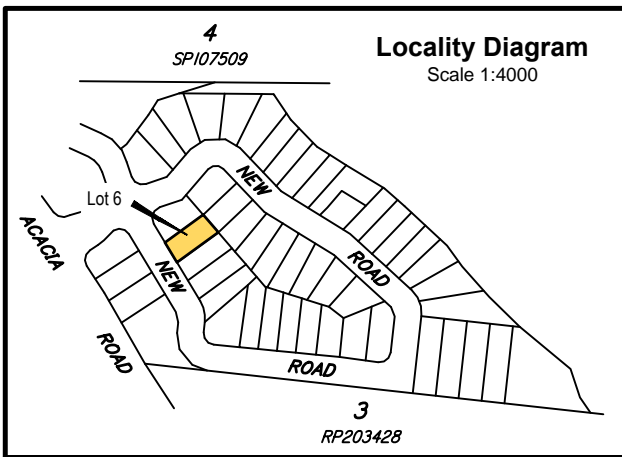 4
SP107509
Locality Diagram
Scale 1:4000
NEW
Lot 6
ACACIA
NEW
ROAD
ROAD
ROAD
3
RP203428